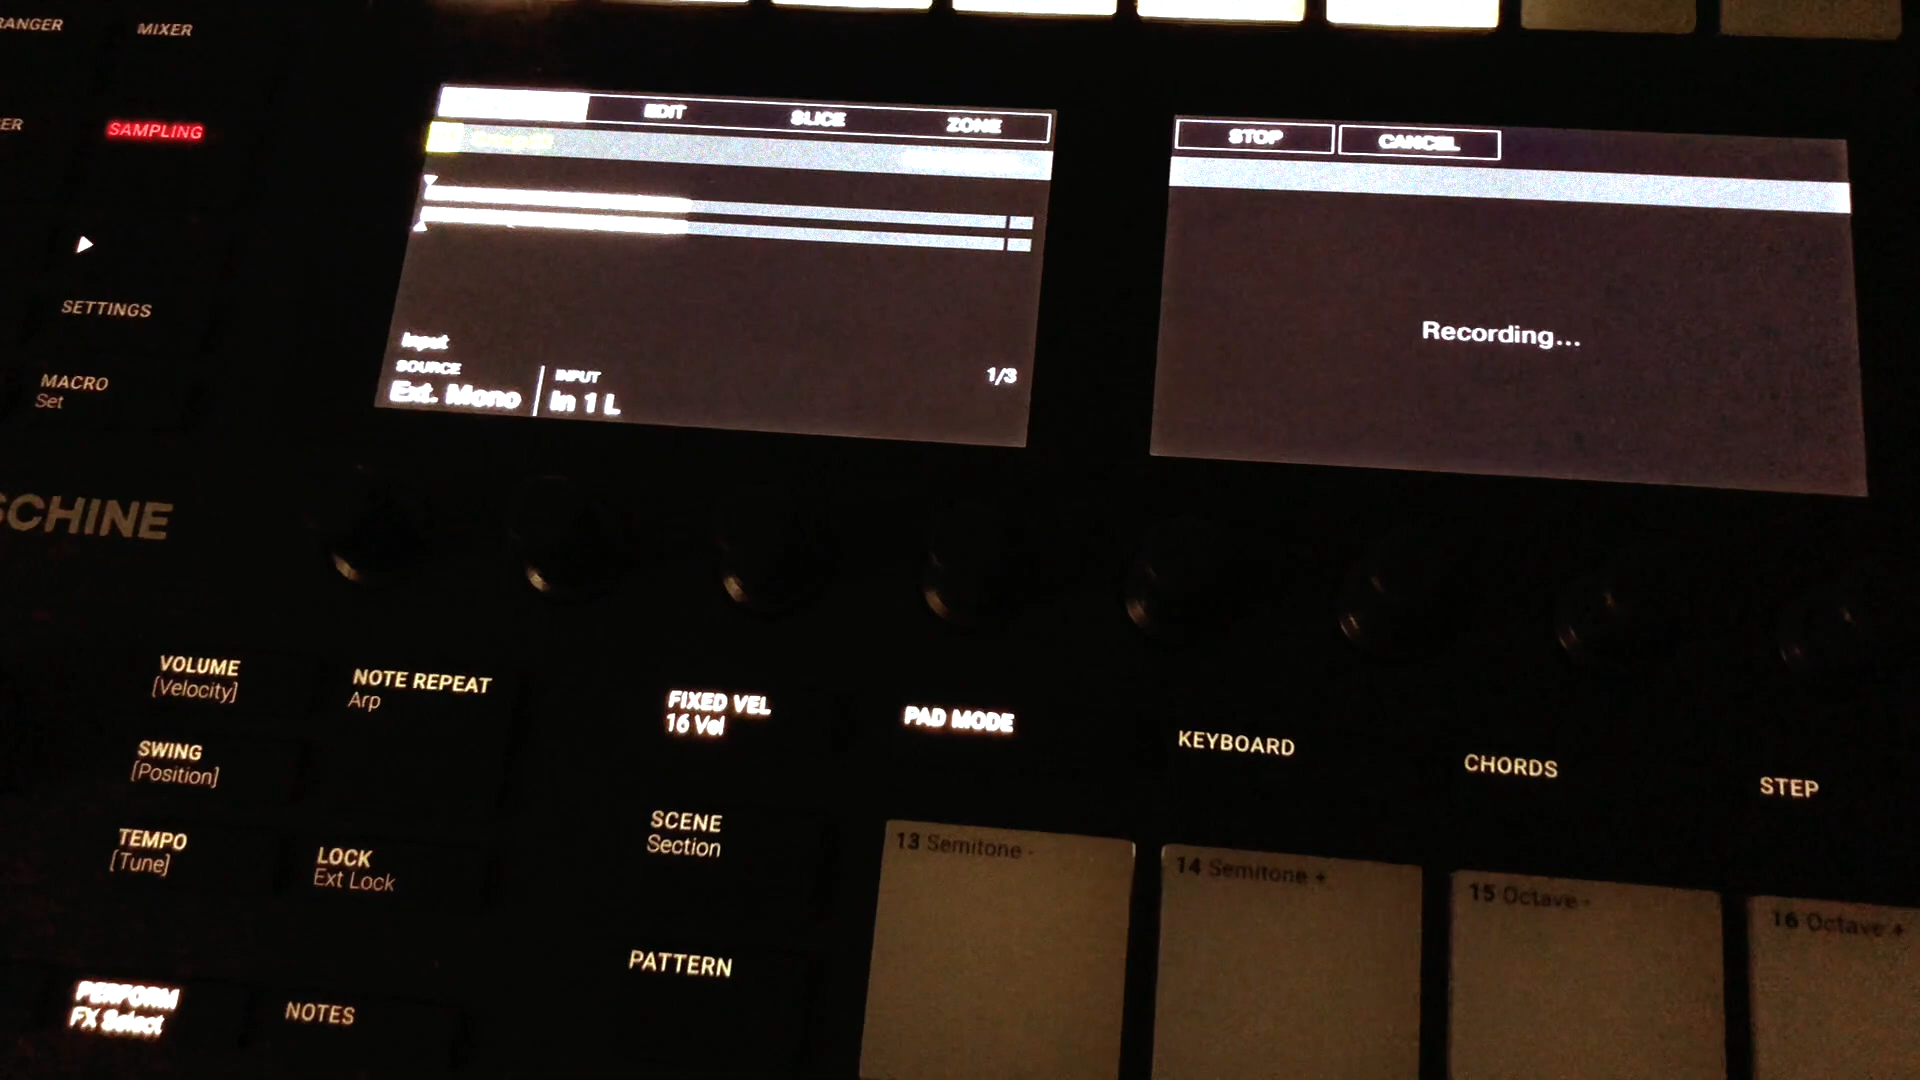 RANGER
MIXER
ER
SAMPLING
SETTINGS
MACRO
Set
EDIT
SLICE
ZONE
Input
SOURCE
Ext. Mono
INPUT
In 1 L
1/3
STOP
CANCEL
Recording...
SCHINE
VOLUME
[Velocity]
NOTE REPEAT
Arp
SWING
[Position]
TEMPO
[Tune]
LOCK
Ext Lock
PERFORM
FX Select
NOTES
FIXED VEL
16 Vel
PAD MODE
KEYBOARD
CHORDS
STEP
SCENE
Section
PATTERN
13 Semitone -
14 Semitone +
15 Octave -
16 Octave +